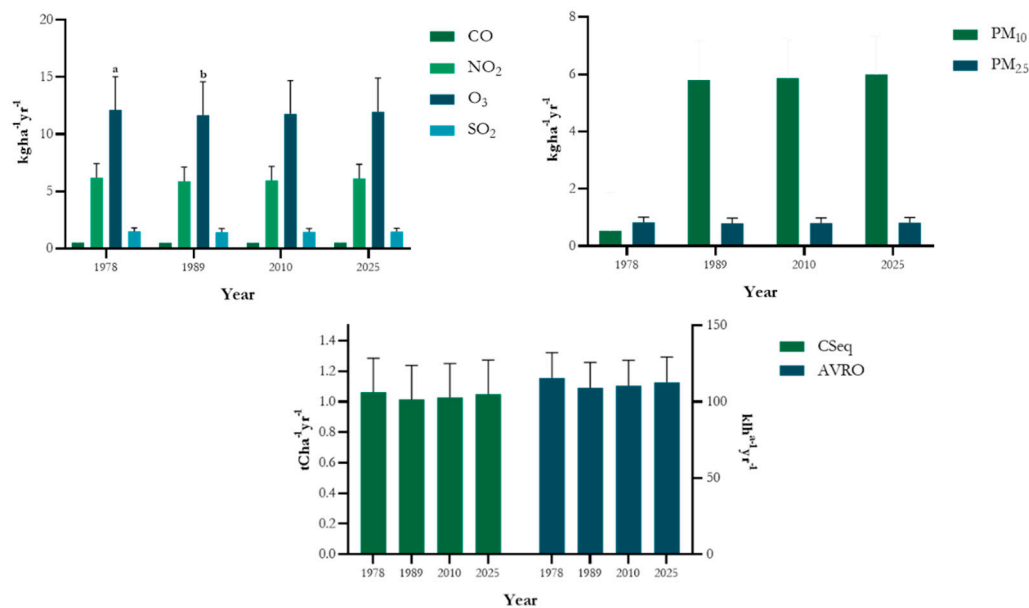 20
15
10
5
0
kgha⁻¹yr⁻¹
a
b
1978
1989
2010
2025
Year
CO
NO₂
O₃
SO₂
8
6
4
2
0
kgha⁻¹yr⁻¹
1978
1989
2010
2025
Year
PM₁₀
PM₂₅
1.4
1.2
1.0
0.8
0.6
0.4
0.2
0.0
tCha⁻¹yr⁻¹
1978
1989
2010
2025
1978
1989
2010
2025
Year
150
100
50
0
klhᵃ⁻¹yr⁻¹
CSeq
AVRO